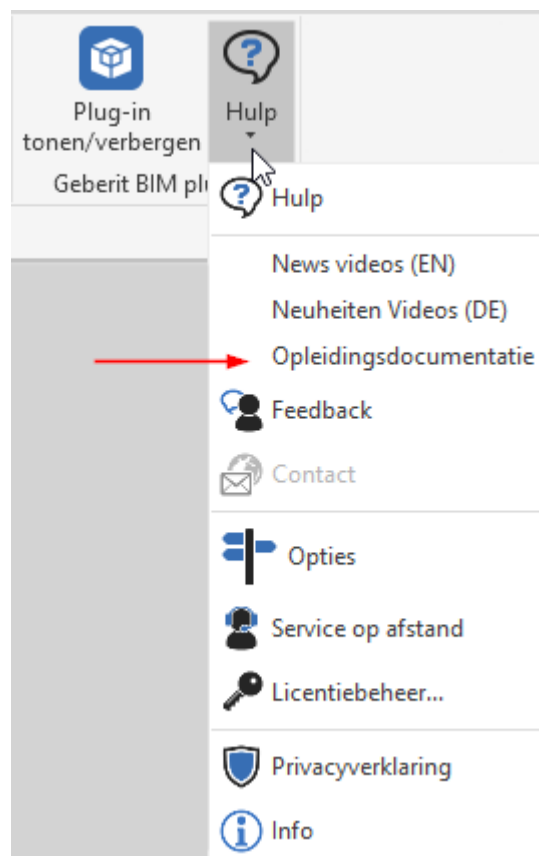 Plug-in
tonen/verbergen
Hulp
Geberit BIM
Hulp
News videos (EN)
Neuheiten Videos (DE)
Opleidingsdocumentatie
Feedback
Contact
Opties
Service op afstand
Licentiebeheer...
Privacyverklaring
Info